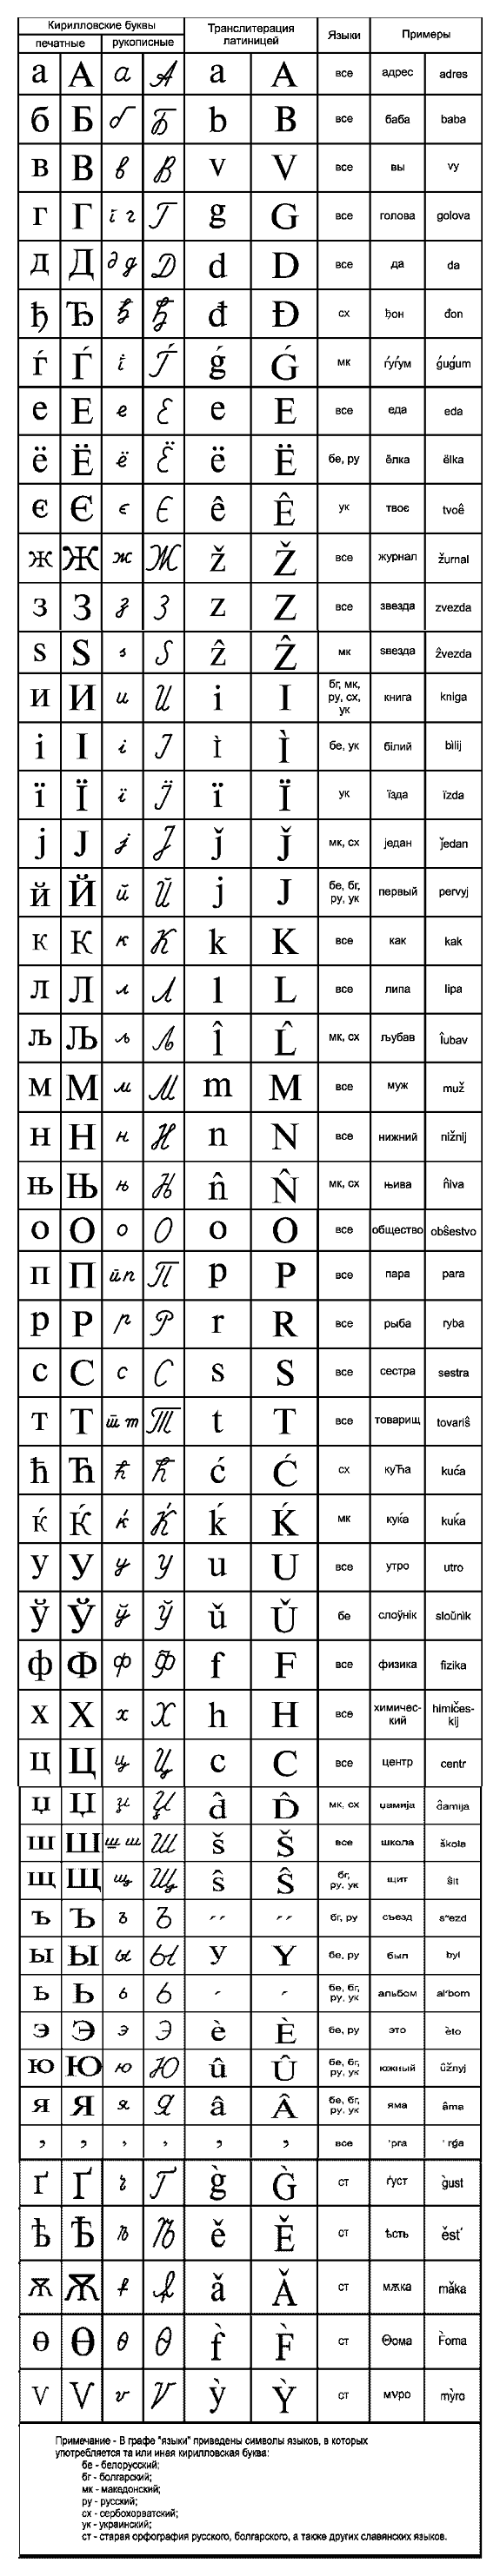 Кирилловские буквы Транслитерация латиницей Языки Примеры
печатные рукописные
а А а А a A все адрес adres
б Б б Б b B все баба baba
в В в В v V все вы vy
г Г ī г Г g G все голова golova
д Д д g Д d D все да da
ђ Ђ ђ Ђ đ Đ сх ђон đon
ѓ Ѓ ѓ Ѓ ǵ Ǵ мк ѓуѓум ǵuǵum
е Е е Е e E все еда eda
ё Ё ё Ё ë Ë бе, ру ёлка ëlka
є Є є Є ê Ê ук твоє tvoê
ж Ж ж Ж ž Ž все журнал žurnal
з З з З z Z все звезда zvezda
ѕ Ѕ ѕ Ѕ ẑ Ẑ мк ѕвезда ẑvezda
и И и И i I бг, мк, ру, сх, ук книга kniga
і І і І ì Ì бе, ук білий bìlij
ї Ї ї Ї ï Ï ук їзда ïzda
ј Ј ј Ј ǰ J̌ мк, сх један ǰedan
й Й й Й j J бе, бг, ру, ук первый pervyj
к К к К k K все как kak
л Л л Л l L все липа lipa
љ Љ љ Љ l̂ L̂ мк, сх љубав l̂ubav
м М м М m M все муж muž
н Н н Н n N все нижний nižnij
њ Њ њ Њ n̂ N̂ мк, сх њива n̂iva
о О о О o O все общество obŝestvo
п П ӣ п П p P все пара para
р Р р Р r R все рыба ryba
с С с С s S все сестра sestra
т Т ш̄ т Т t T все товарищ tovariŝ
ћ Ћ ћ Ћ ć Ć сх куЋа kuća
ќ Ќ ќ Ќ ḱ Ḱ мк куќа kuḱa
у У у У u U все утро utro
ў Ў ў Ў ǔ Ǔ бе слоўнік sloǔnìk
ф Ф ф Ф f F все физика fizika
х Х х Х h H все химичес-кий himičes-kij
ц Ц ц Ц c C все центр centr
џ Џ џ Џ d̂ D̂ мк, сх џамија d̂amija
ш Ш ш̱ ш Ш š Š все школа škola
щ Щ щ Щ ŝ Ŝ бг, ру, ук щит ŝit
ъ Ъ ъ Ъ ˊˊ ˊˊ бг, ру съезд s˝ezd
ы Ы ы Ы y Y бе, ру был byl
ь Ь ь Ь ˊ ˊ бе, бг, ру, ук альбом alˊbom
э Э э Э è È бе, ру это èto
ю Ю ю Ю û Û бе, бг, ру, ук южный ûžnyj
я Я я Я â Â бе, бг, ру, ук яма âma
’ ’ ’ ’ ’ ’ все
ґ Ґ ґ Ґ g̀ G̀ ст ґуст g̀ust
ѣ Ѣ ѣ Ѣ ě Ě ст ѣсть ěstˊ
ѫ Ѫ ѫ Ѫ ǎ Ǎ ст мѫка mǎka
ѳ Ѳ ѳ Ѳ f̀ F̀ ст Ѳома F̀oma
ѵ Ѵ ѵ Ѵ ỳ Ỳ ст мѵро mỳro
Примечание - В графе "языки" приведены символы языков, в которых
употребляется та или иная кирилловская буква:
бе - белорусский;
бг - болгарский;
мк - македонский;
ру - русский;
сх - сербохорватский;
ук - украинский;
ст - старая орфография русского, болгарского, а также других славянских языков.